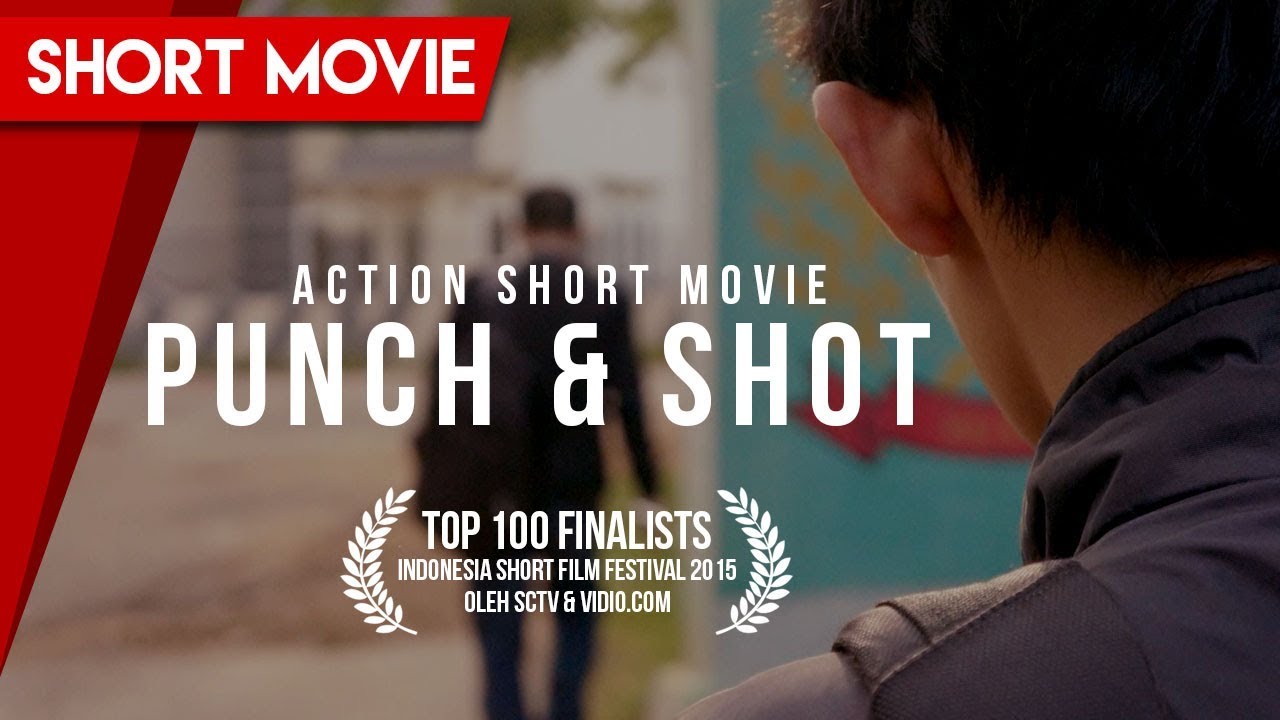 SHORT MOVIE
ACTION SHORT MOVIE
PUNCH & SHOT
TOP 100 FINALISTS
INDONESIA SHORT FILM FESTIVAL 2015
OLEH SCTV & VIDIO.COM